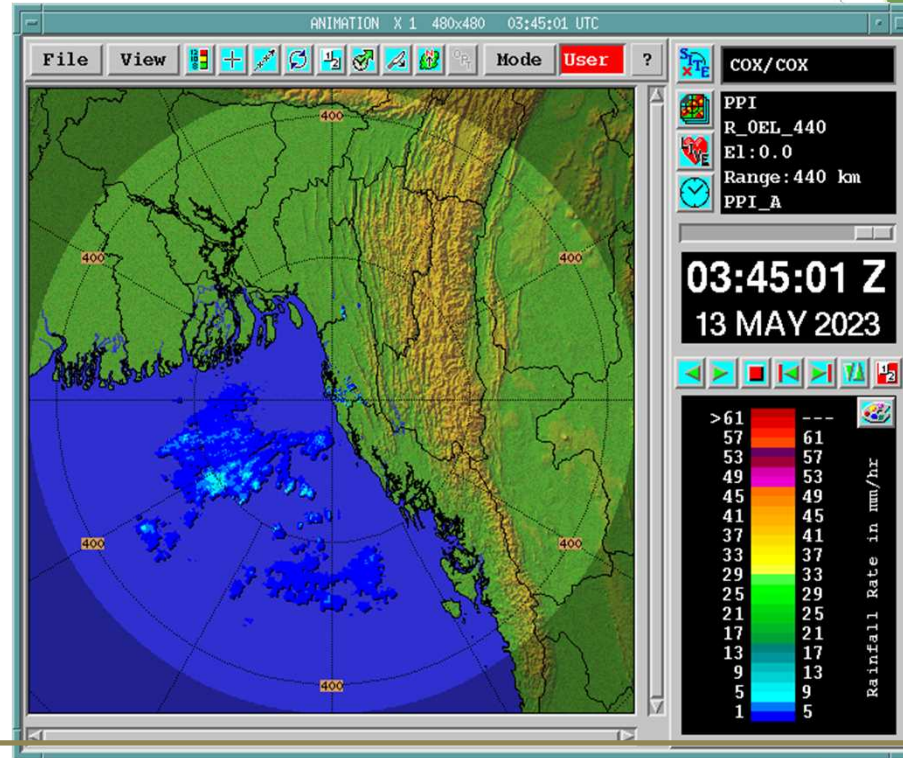 ANIMATION X 1 480x480 03:45:01 UTC
File View Mode User ?
SITE
COX/COX
PPI
R_0EL_440
El:0.0
Range:440 km
PPI_A
400
400
400
400
400
400
03:45:01 Z
13 MAY 2023
>61 ---
57 61
53 57
49 53
45 49
41 45
37 41
33 37
29 33
25 29
21 25
17 21
13 17
9 13
5 9
1 5
Rainfall Rate in mm/hr